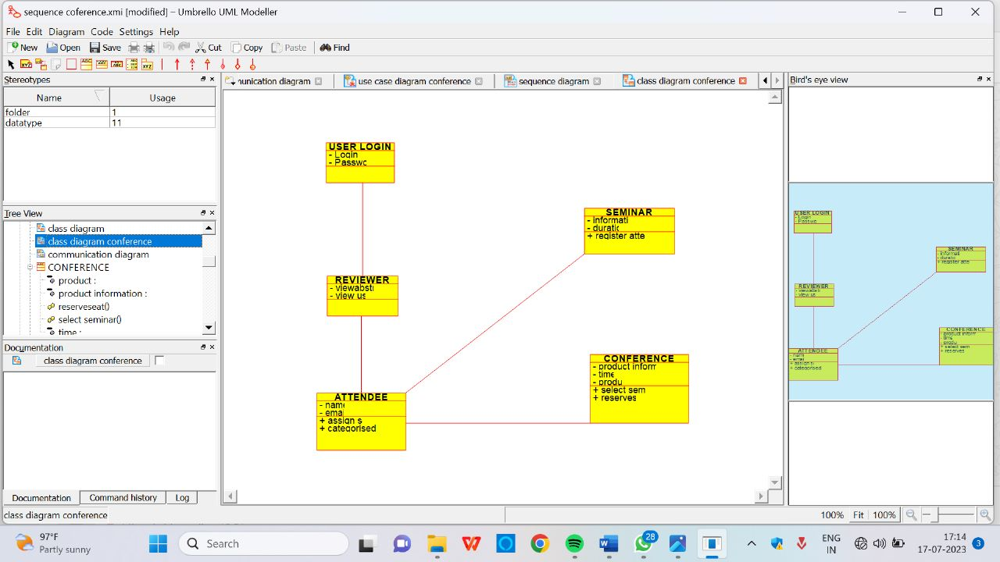 sequence coference.xmi [modified] – Umbrello UML Modeller
File Edit Diagram Code Settings Help
New Open Save Cut Copy Paste Find
Stereotypes
Name Usage
folder 1
datatype 11
Tree View
class diagram
class diagram conference
communication diagram
CONFERENCE
product :
product information :
reserveseat()
select seminar()
time :
Documentation
class diagram conference
Documentation Command history Log
class diagram conference
nunication diagram use case diagram conference sequence diagram class diagram conference
USER LOGIN
- Login
- Passwo
REVIEWER
- viewabstr
- view us
ATTENDEE
- name
- emai
+ assign s
+ categorised
SEMINAR
- informati
- duratic
+ register atte
CONFERENCE
- product inform
- time
- produ
+ select sem
+ reserves
Bird's eye view
USER LOGIN
- Login
- Passwo
SEMINAR
- informati
- duratic
+ register atte
REVIEWER
- viewabstr
- view us
CONFERENCE
- product inform
- time
- produ
+ select sem
+ reserves
ATTENDEE
- name
- emai
+ assign s
+ categorised
100% Fit 100%
97°F
Partly sunny
Search
28
ENG
IN
17:14
17-07-2023
3